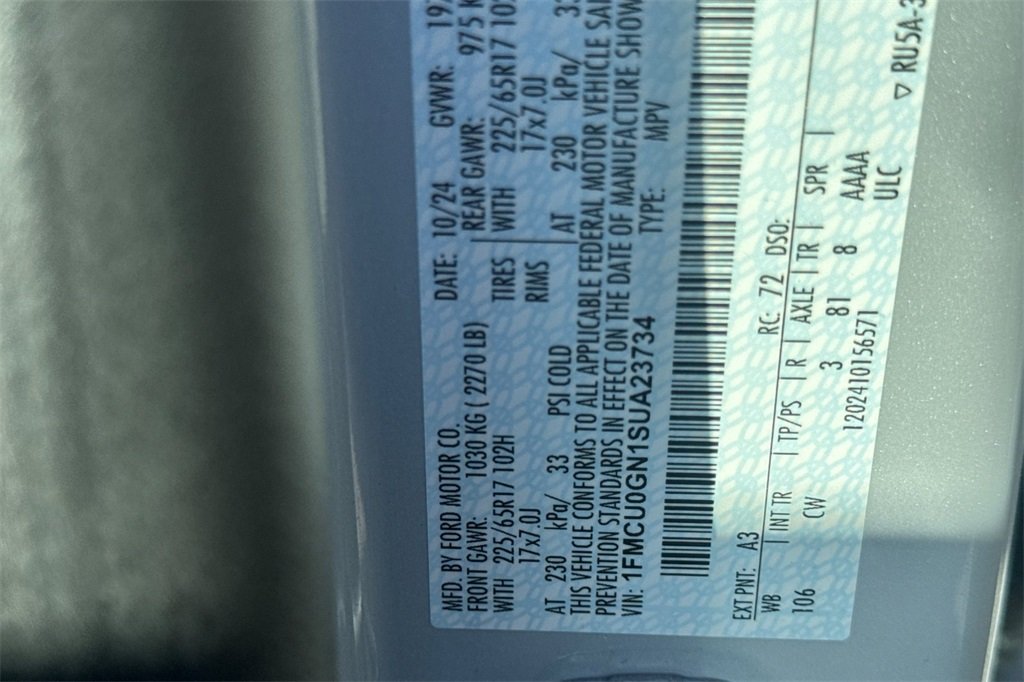 MFD. BY FORD MOTOR CO. DATE: 10/24 GVWR:
FRONT GAWR: 1030 KG ( 2270 LB) REAR GAWR: 975
WITH 225/65R17 102H TIRES WITH 225/65R17
17x7.0J RIMS 17x7.0J
AT 230 kPa/ 33 PSI COLD AT 230 kPa/
THIS VEHICLE CONFORMS TO ALL APPLICABLE FEDERAL MOTOR VEHICLE
PREVENTION STANDARDS IN EFFECT ON THE DATE OF MANUFACTURE
VIN: 1FMCU0GN1SUA23734 TYPE: MPV
EXT PNT: A3 RC: 72 DSO:
WB | INT TR | TP/PS | R | AXLE | TR | SPR |
106 CW 3 81 8 AAAA
1202410156571 ULC
▽ RU5A-